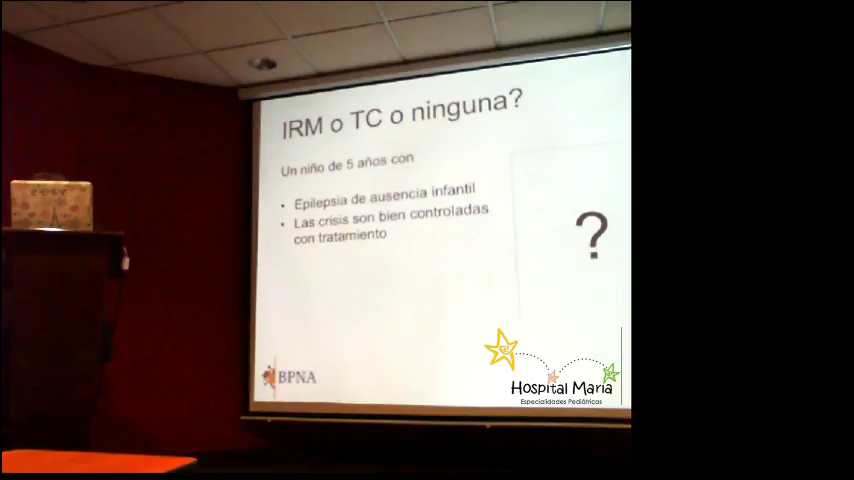 IRM o TC o ninguna?
Un niño de 5 años con
• Epilepsia de ausencia infantil
• Las crisis son bien controladas
con tratamiento
?
BPNA
Hospital María
Especialidades Pediátricas